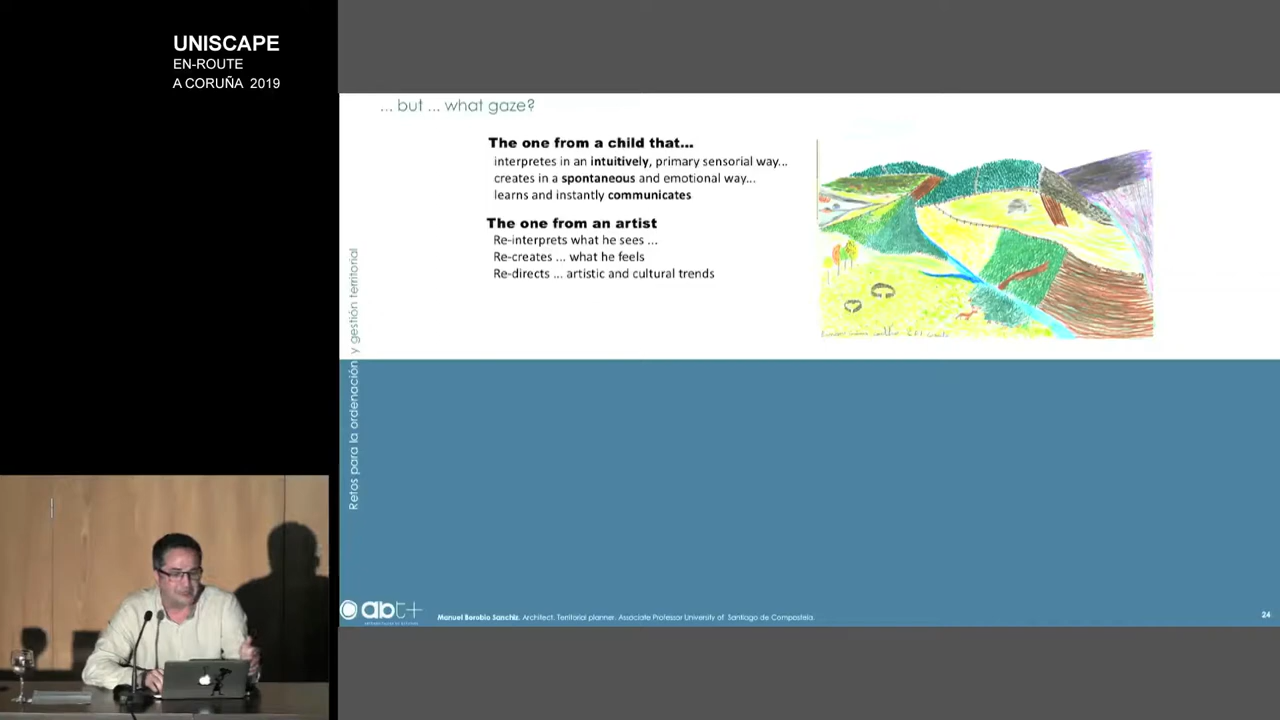 UNISCAPE
EN-ROUTE
A CORUÑA 2019
... but ... what gaze?
The one from a child that...
interpretes in an intuitively, primary sensorial way...
creates in a spontaneous and emotional way...
learns and instantly communicates
The one from an artist
Re-interprets what he sees ...
Re-creates ... what he feels
Re-directs ... artistic and cultural trends
Retos para la ordenación y gestión territorial
abt+
Manuel Borobio Sanchiz. Architect. Territorial planner. Associate Professor University of Santiago de Compostela.
24